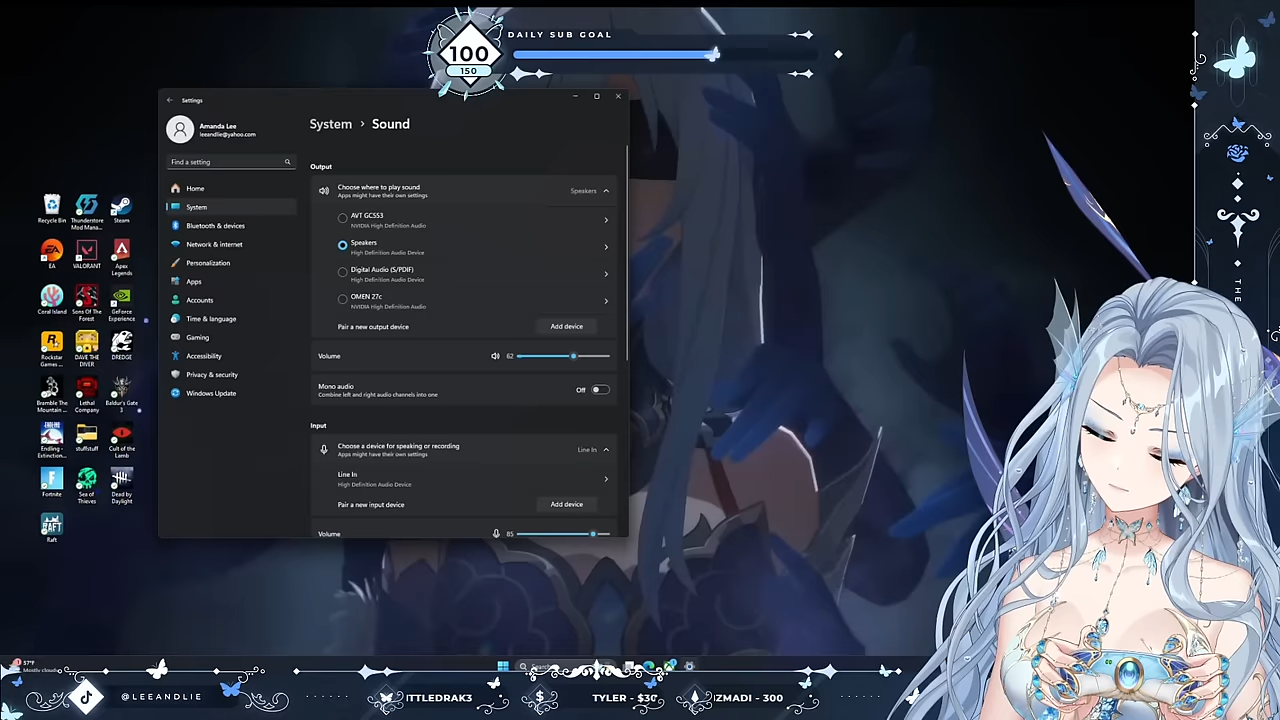 DAILY SUB GOAL
100
150
Settings
Amanda Lee
leeandlie@yahoo.com
Find a setting
Home
System
Bluetooth & devices
Network & internet
Personalization
Apps
Accounts
Time & language
Gaming
Accessibility
Privacy & security
Windows Update
System > Sound
Output
Choose where to play sound
Apps might have their own settings
Speakers
AVT GC553
NVIDIA High Definition Audio
Speakers
High Definition Audio Device
Digital Audio (S/PDIF)
High Definition Audio Device
OMEN 27c
NVIDIA High Definition Audio
Pair a new output device
Add device
Volume
62
Mono audio
Combine left and right audio channels into one
Off
Input
Choose a device for speaking or recording
Apps might have their own settings
Line In
Line In
High Definition Audio Device
Pair a new input device
Add device
Volume
85
Recycle Bin
Thunderstore Mod Mana...
Steam
EA
VALORANT
Apex Legends
Coral Island
Sons Of The Forest
GeForce Experience
Rockstar Games ...
DAVE THE DIVER
DREDGE
Bramble The Mountain ...
Lethal Company
Baldur's Gate 3
Endling - Extinction...
stuffstuff
Cult of the Lamb
Fortnite
Sea of Thieves
Dead by Daylight
RAFT
Raft
THE
57°F
Mostly cloudy
@LEEANDLIE
ITTLEDRAK3
TYLER - $30
IZMADI - 300